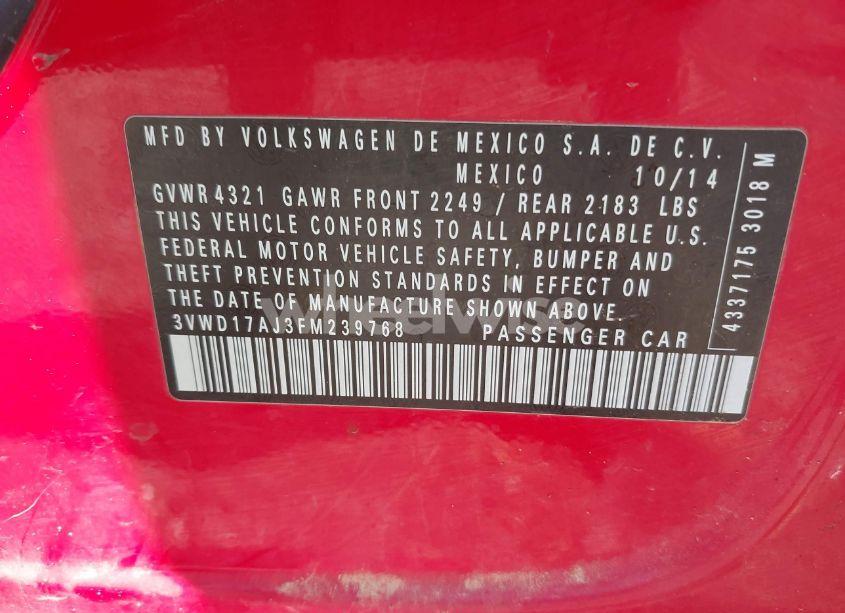 MFD BY VOLKSWAGEN DE MEXICO S.A. DE C.V.
MEXICO 10/14
GVWR 4321 GAWR FRONT 2249 / REAR 2183 LBS
THIS VEHICLE CONFORMS TO ALL APPLICABLE U.S.
FEDERAL MOTOR VEHICLE SAFETY, BUMPER AND
THEFT PREVENTION STANDARDS IN EFFECT ON
THE DATE OF MANUFACTURE SHOWN ABOVE.
3VWD17AJ3FM239768 PASSENGER CAR
4337175 3018 M
wheelwise